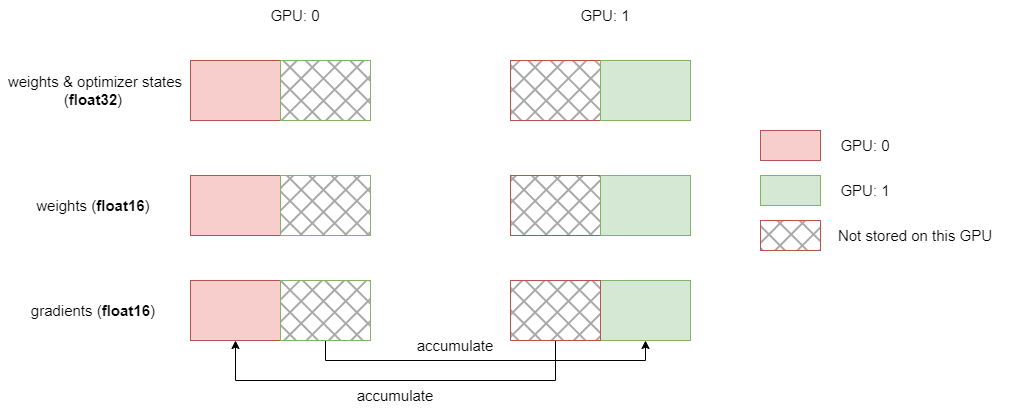 GPU: 0
GPU: 1
weights & optimizer states
(float32)
GPU: 0
GPU: 1
weights (float16)
Not stored on this GPU
gradients (float16)
accumulate
accumulate